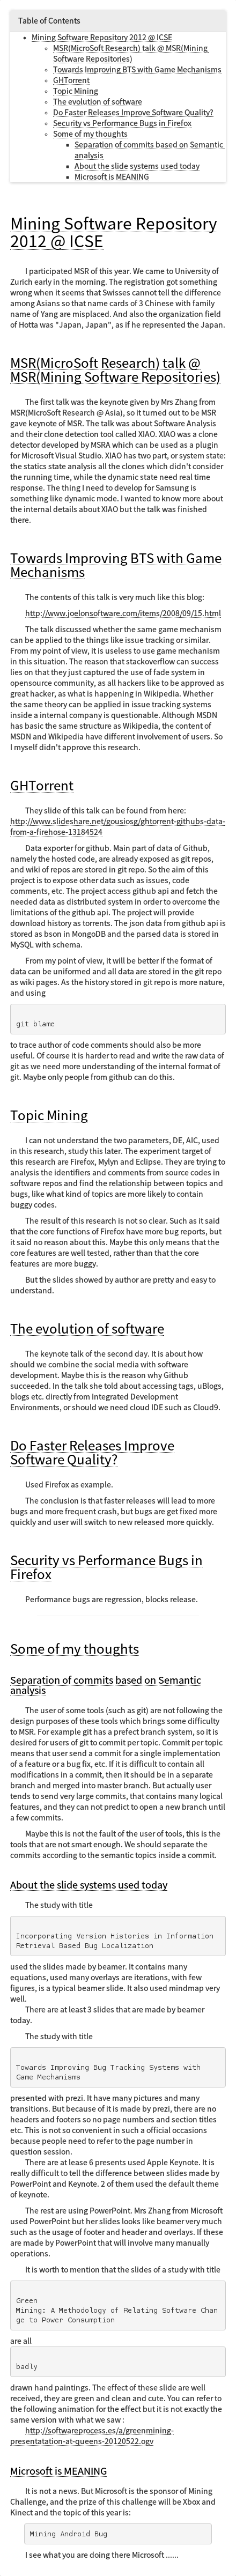 Table of Contents
Mining Software Repository 2012 @ ICSE
MSR(MicroSoft Research) talk @ MSR(Mining
Software Repositories)
Towards Improving BTS with Game Mechanisms
GHTorrent
Topic Mining
The evolution of software
Do Faster Releases Improve Software Quality?
Security vs Performance Bugs in Firefox
Some of my thoughts
Separation of commits based on Semantic
analysis
About the slide systems used today
Microsoft is MEANING
Mining Software Repository
2012 @ ICSE
I participated MSR of this year. We came to University of
Zurich early in the morning. The registration got something
wrong when it seems that Swisses cannot tell the difference
among Asians so that name cards of 3 Chinese with family
name of Yang are misplaced. And also the organization field
of Hotta was "Japan, Japan", as if he represented the Japan.
MSR(MicroSoft Research) talk @
MSR(Mining Software Repositories)
The first talk was the keynote given by Mrs Zhang from
MSR(MicroSoft Research @ Asia), so it turned out to be MSR
gave keynote of MSR. The talk was about Software Analysis
and their clone detection tool called XIAO. XIAO was a clone
detector developed by MSRA which can be used as a plugin
for Microsoft Visual Studio. XIAO has two part, or system state:
the statics state analysis all the clones which didn't consider
the running time, while the dynamic state need real time
response. The thing I need to develop for Samsung is
something like dynamic mode. I wanted to know more about
the internal details about XIAO but the talk was finished
there.
Towards Improving BTS with Game
Mechanisms
The contents of this talk is very much like this blog:
http://www.joelonsoftware.com/items/2008/09/15.html
The talk discussed whether the same game mechanism
can be applied to the things like issue tracking or similar.
From my point of view, it is useless to use game mechanism
in this situation. The reason that stackoverflow can success
lies on that they just captured the use of fade system in
opensource community, as all hackers like to be approved as
great hacker, as what is happening in Wikipedia. Whether
the same theory can be applied in issue tracking systems
inside a internal company is questionable. Although MSDN
has basic the same structure as Wikipedia, the content of
MSDN and Wikipedia have different involvement of users. So
I myself didn't approve this research.
GHTorrent
They slide of this talk can be found from here:
http://www.slideshare.net/gousiosg/ghtorrent-githubs-data-
from-a-firehose-13184524
Data exporter for github. Main part of data of Github,
namely the hosted code, are already exposed as git repos,
and wiki of repos are stored in git repo. So the aim of this
project is to expose other data such as issues, code
comments, etc. The project access github api and fetch the
needed data as distributed system in order to overcome the
limitations of the github api. The project will prvide
download history as torrents. The json data from github api is
stored as bson in MongoDB and the parsed data is stored in
MySQL with schema.
From my point of view, it will be better if the format of
data can be uniformed and all data are stored in the git repo
as wiki pages. As the history stored in git repo is more nature,
and using
git blame
to trace author of code comments should also be more
useful. Of course it is harder to read and write the raw data of
git as we need more understanding of the internal format of
git. Maybe only people from github can do this.
Topic Mining
I can not understand the two parameters, DE, AIC, used
in this research, study this later. The experiment target of
this research are Firefox, Mylyn and Eclipse. They are trying to
analysis the identifiers and comments from source codes in
software repos and find the relationship between topics and
bugs, like what kind of topics are more likely to contain
buggy codes.
The result of this research is not so clear. Such as it said
that the core functions of Firefox have more bug reports, but
it said no reason about this. Maybe this only means that the
core features are well tested, rather than that the core
features are more buggy.
But the slides showed by author are pretty and easy to
understand.
The evolution of software
The keynote talk of the second day. It is about how
should we combine the social media with software
development. Maybe this is the reason why Github
succeeded. In the talk she told about accessing tags, uBlogs,
blogs etc. directly from Integrated Development
Environments, or should we need cloud IDE such as Cloud9.
Do Faster Releases Improve
Software Quality?
Used Firefox as example.
The conclusion is that faster releases will lead to more
bugs and more frequent crash, but bugs are get fixed more
quickly and user will switch to new released more quickly.
Security vs Performance Bugs in
Firefox
Performance bugs are regression, blocks release.
Some of my thoughts
Separation of commits based on Semantic
analysis
The user of some tools (such as git) are not following the
design purposes of these tools which brings some difficulty
to MSR. For example git has a prefect branch system, so it is
desired for users of git to commit per topic. Commit per topic
means that user send a commit for a single implementation
of a feature or a bug fix, etc. If it is difficult to contain all
modifications in a commit, then it should be in a separate
branch and merged into master branch. But actually user
tends to send very large commits, that contains many logical
features, and they can not predict to open a new branch until
a few commits.
Maybe this is not the fault of the user of tools, this is the
tools that are not smart enough. We should separate the
commits according to the semantic topics inside a commit.
About the slide systems used today
The study with title
Incorporating Version Histories in Information
Retrieval Based Bug Localization
used the slides made by beamer. It contains many
equations, used many overlays are iterations, with few
figures, is a typical beamer slide. It also used mindmap very
well.
There are at least 3 slides that are made by beamer
today.
The study with title
Towards Improving Bug Tracking Systems with
Game Mechanisms
presented with prezi. It have many pictures and many
transitions. But because of it is made by prezi, there are no
headers and footers so no page numbers and section titles
etc. This is not so convenient in such a official occasions
because people need to refer to the page number in
question session.
There are at lease 6 presents used Apple Keynote. It is
really difficult to tell the difference between slides made by
PowerPoint and Keynote. 2 of them used the default theme
of keynote.
The rest are using PowerPoint. Mrs Zhang from Microsoft
used PowerPoint but her slides looks like beamer very much
such as the usage of footer and header and overlays. If these
are made by PowerPoint that will involve many manually
operations.
It is worth to mention that the slides of a study with title
Green
Mining: A Methodology of Relating Software Chan
ge to Power Consumption
are all
badly
drawn hand paintings. The effect of these slide are well
received, they are green and clean and cute. You can refer to
the following animation for the effect but it is not exactly the
same version with what we saw :
http://softwareprocess.es/a/greenmining-
presentatation-at-queens-20120522.ogv
Microsoft is MEANING
It is not a news. But Microsoft is the sponsor of Mining
Challenge, and the prize of this challenge will be Xbox and
Kinect and the topic of this year is:
Mining Android Bug
I see what you are doing there Microsoft ......